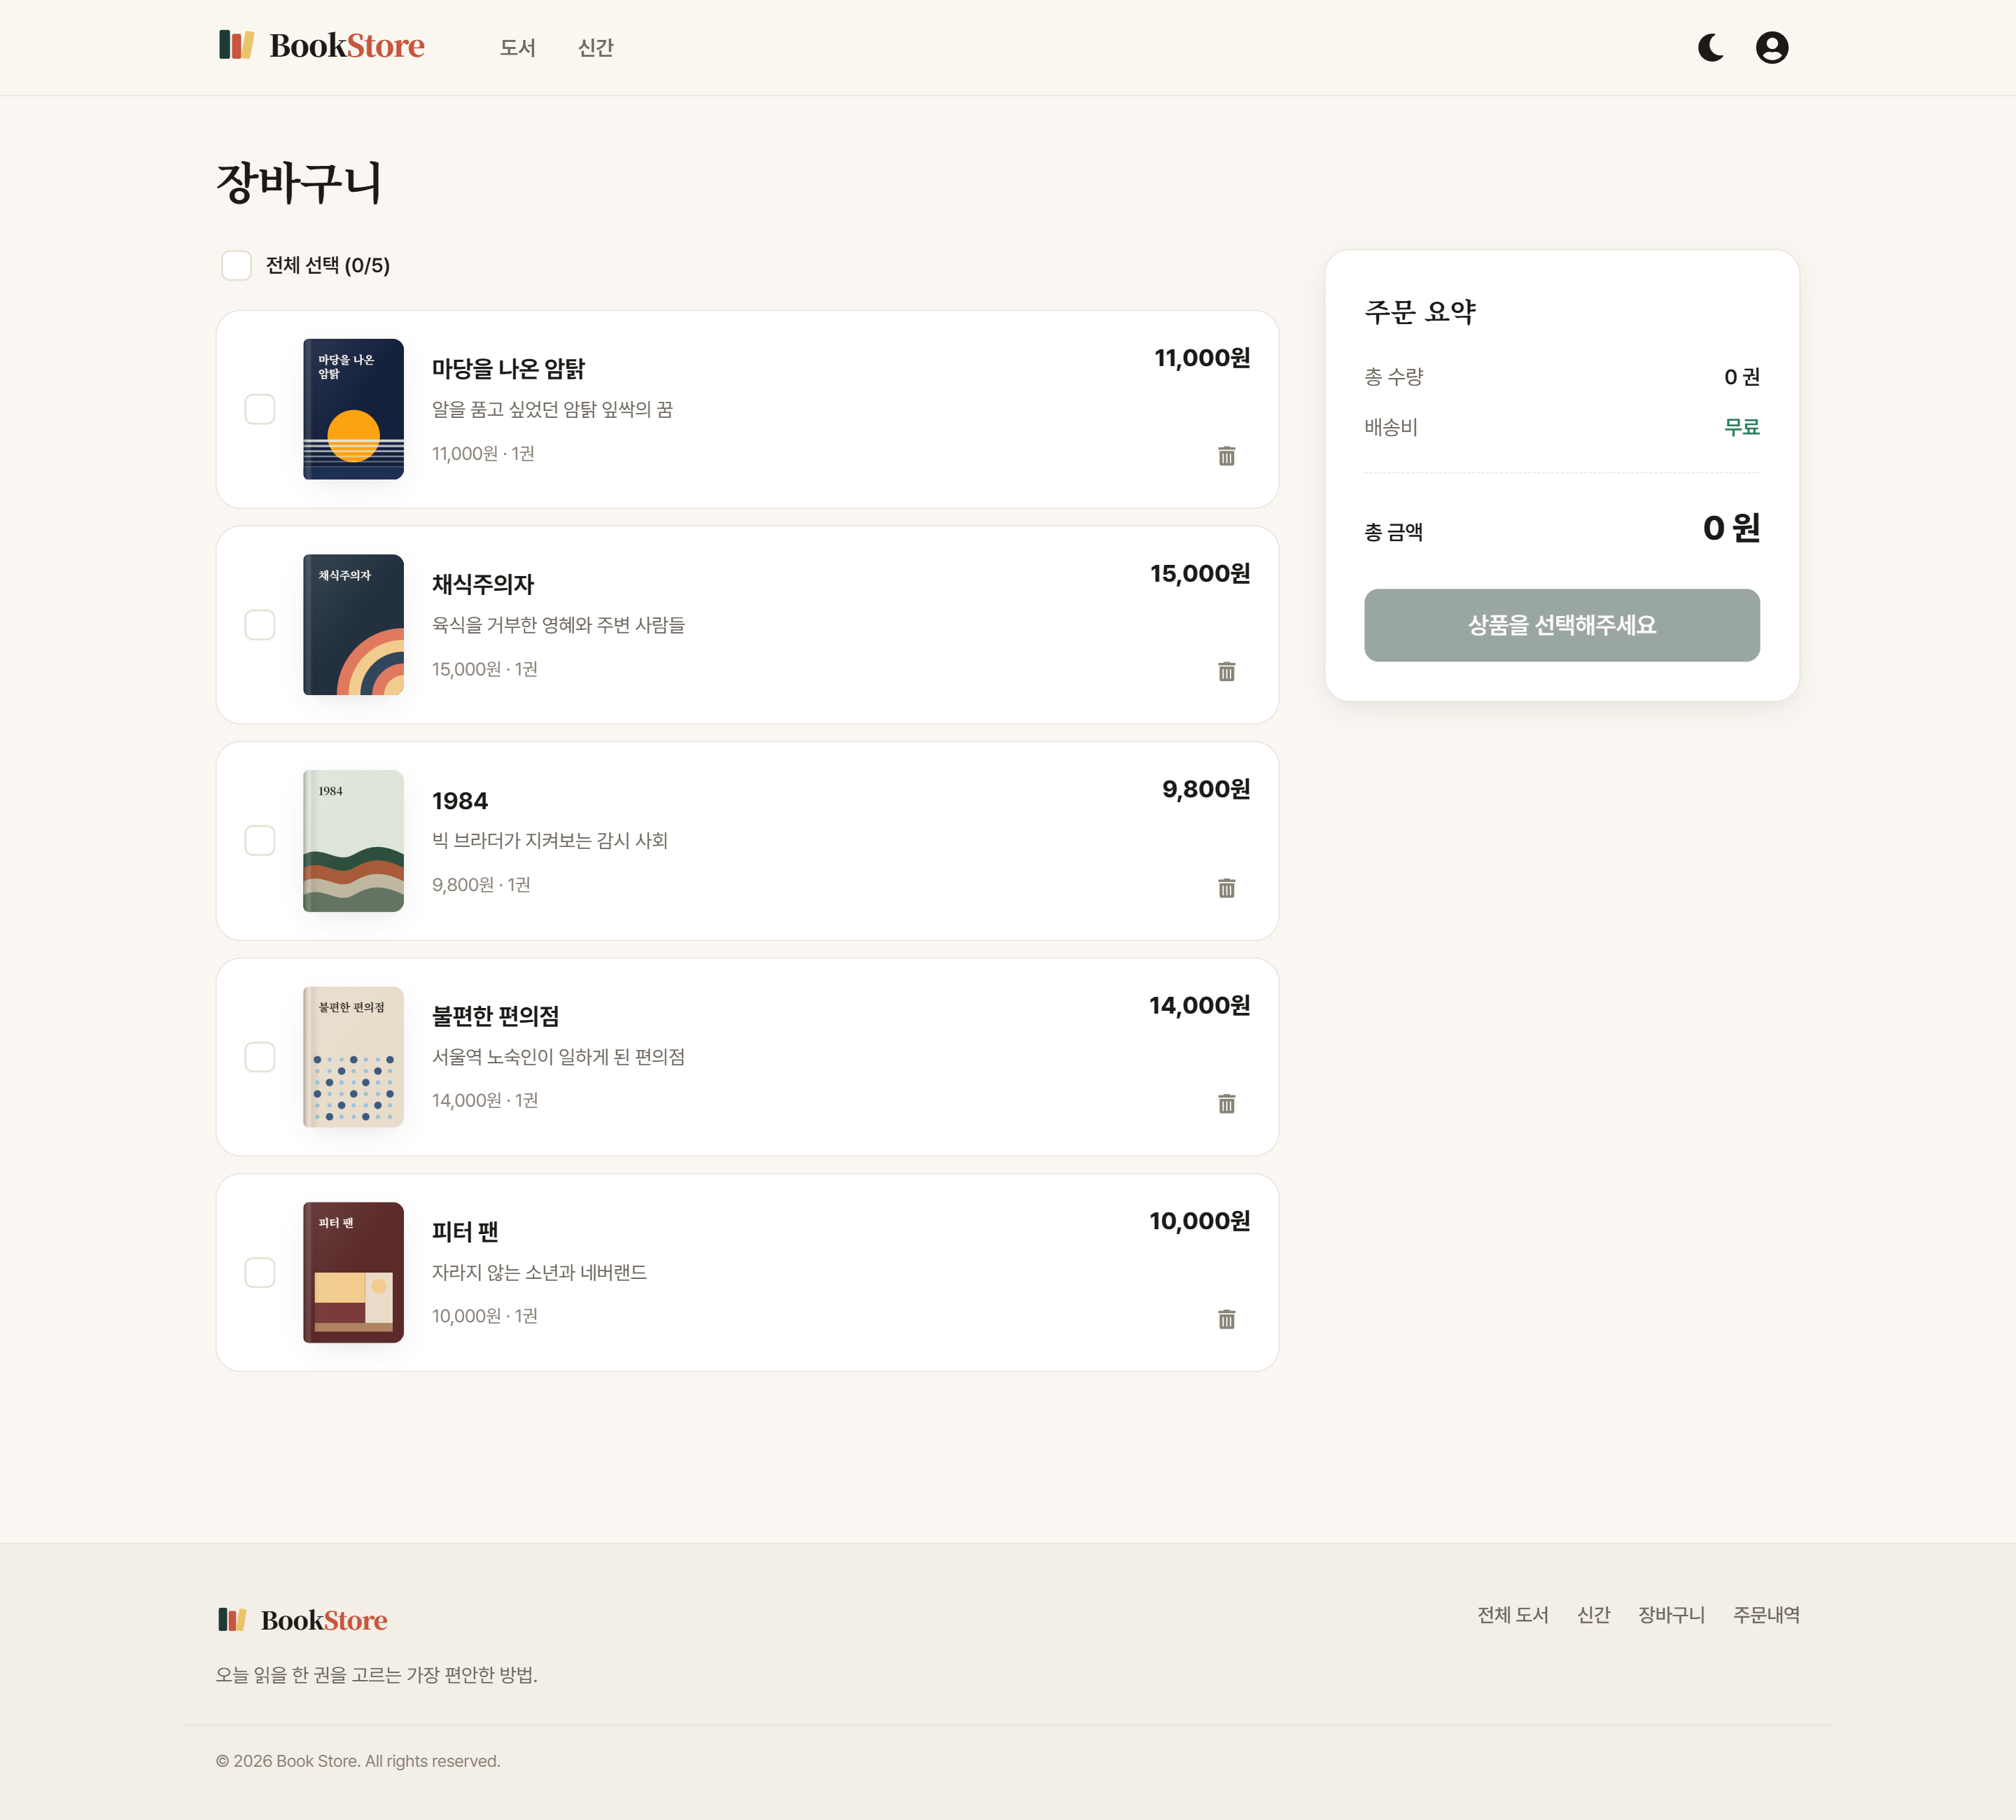 BookStore
도서
신간
장바구니
전체 선택 (0/5)
마당을 나온
암탉
마당을 나온 암탉
알을 품고 싶었던 암탉 잎싹의 꿈
11,000원 · 1권
11,000원
채식주의자
채식주의자
육식을 거부한 영혜와 주변 사람들
15,000원 · 1권
15,000원
1984
1984
빅 브라더가 지켜보는 감시 사회
9,800원 · 1권
9,800원
불편한 편의점
불편한 편의점
서울역 노숙인이 일하게 된 편의점
14,000원 · 1권
14,000원
피터 팬
피터 팬
자라지 않는 소년과 네버랜드
10,000원 · 1권
10,000원
주문 요약
총 수량 0 권
배송비 무료
총 금액 0 원
상품을 선택해주세요
BookStore
오늘 읽을 한 권을 고르는 가장 편안한 방법.
전체 도서 신간 장바구니 주문내역
© 2026 Book Store. All rights reserved.